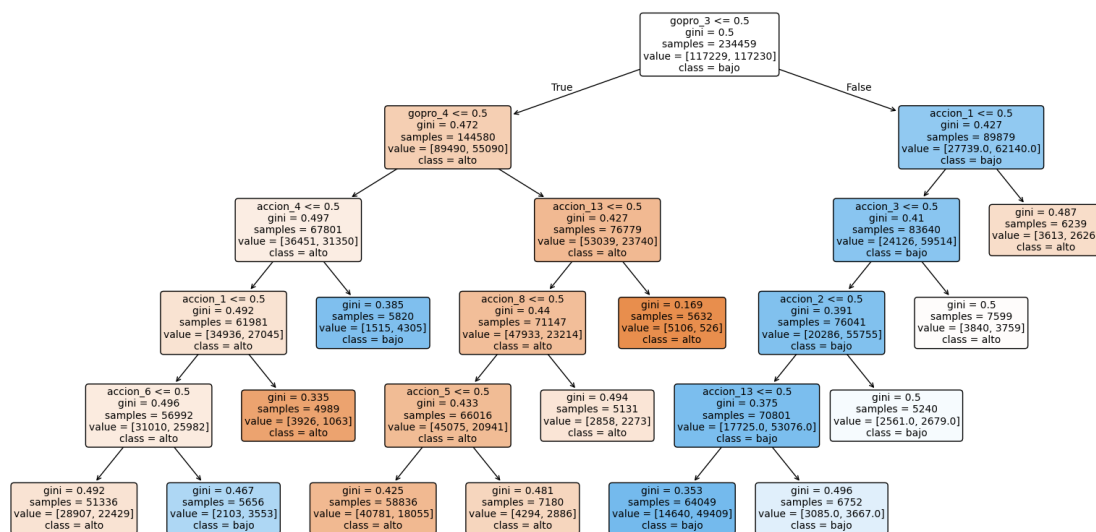 gopro_3 <= 0.5
gini = 0.5
samples = 234459
value = [117229, 117230]
class = bajo
True
False
gopro_4 <= 0.5
gini = 0.472
samples = 144580
value = [89490, 55090]
class = alto
accion_1 <= 0.5
gini = 0.427
samples = 89879
value = [27739.0, 62140.0]
class = bajo
accion_4 <= 0.5
gini = 0.497
samples = 67801
value = [36451, 31350]
class = alto
accion_13 <= 0.5
gini = 0.427
samples = 76779
value = [53039, 23740]
class = alto
accion_3 <= 0.5
gini = 0.41
samples = 83640
value = [24126, 59514]
class = bajo
gini = 0.487
samples = 6239
value = [3613, 2626]
class = alto
accion_1 <= 0.5
gini = 0.492
samples = 61981
value = [34936, 27045]
class = alto
gini = 0.385
samples = 5820
value = [1515, 4305]
class = bajo
accion_8 <= 0.5
gini = 0.44
samples = 71147
value = [47933, 23214]
class = alto
gini = 0.169
samples = 5632
value = [5106, 526]
class = alto
accion_2 <= 0.5
gini = 0.391
samples = 76041
value = [20286, 55755]
class = bajo
gini = 0.5
samples = 7599
value = [3840, 3759]
class = alto
accion_6 <= 0.5
gini = 0.496
samples = 56992
value = [31010, 25982]
class = alto
gini = 0.335
samples = 4989
value = [3926, 1063]
class = alto
accion_5 <= 0.5
gini = 0.433
samples = 66016
value = [45075, 20941]
class = alto
gini = 0.494
samples = 5131
value = [2858, 2273]
class = alto
accion_13 <= 0.5
gini = 0.375
samples = 70801
value = [17725.0, 53076.0]
class = bajo
gini = 0.5
samples = 5240
value = [2561.0, 2679.0]
class = bajo
gini = 0.492
samples = 51336
value = [28907, 22429]
class = alto
gini = 0.467
samples = 5656
value = [2103, 3553]
class = bajo
gini = 0.425
samples = 58836
value = [40781, 18055]
class = alto
gini = 0.481
samples = 7180
value = [4294, 2886]
class = alto
gini = 0.353
samples = 64049
value = [14640, 49409]
class = bajo
gini = 0.496
samples = 6752
value = [3085.0, 3667.0]
class = bajo